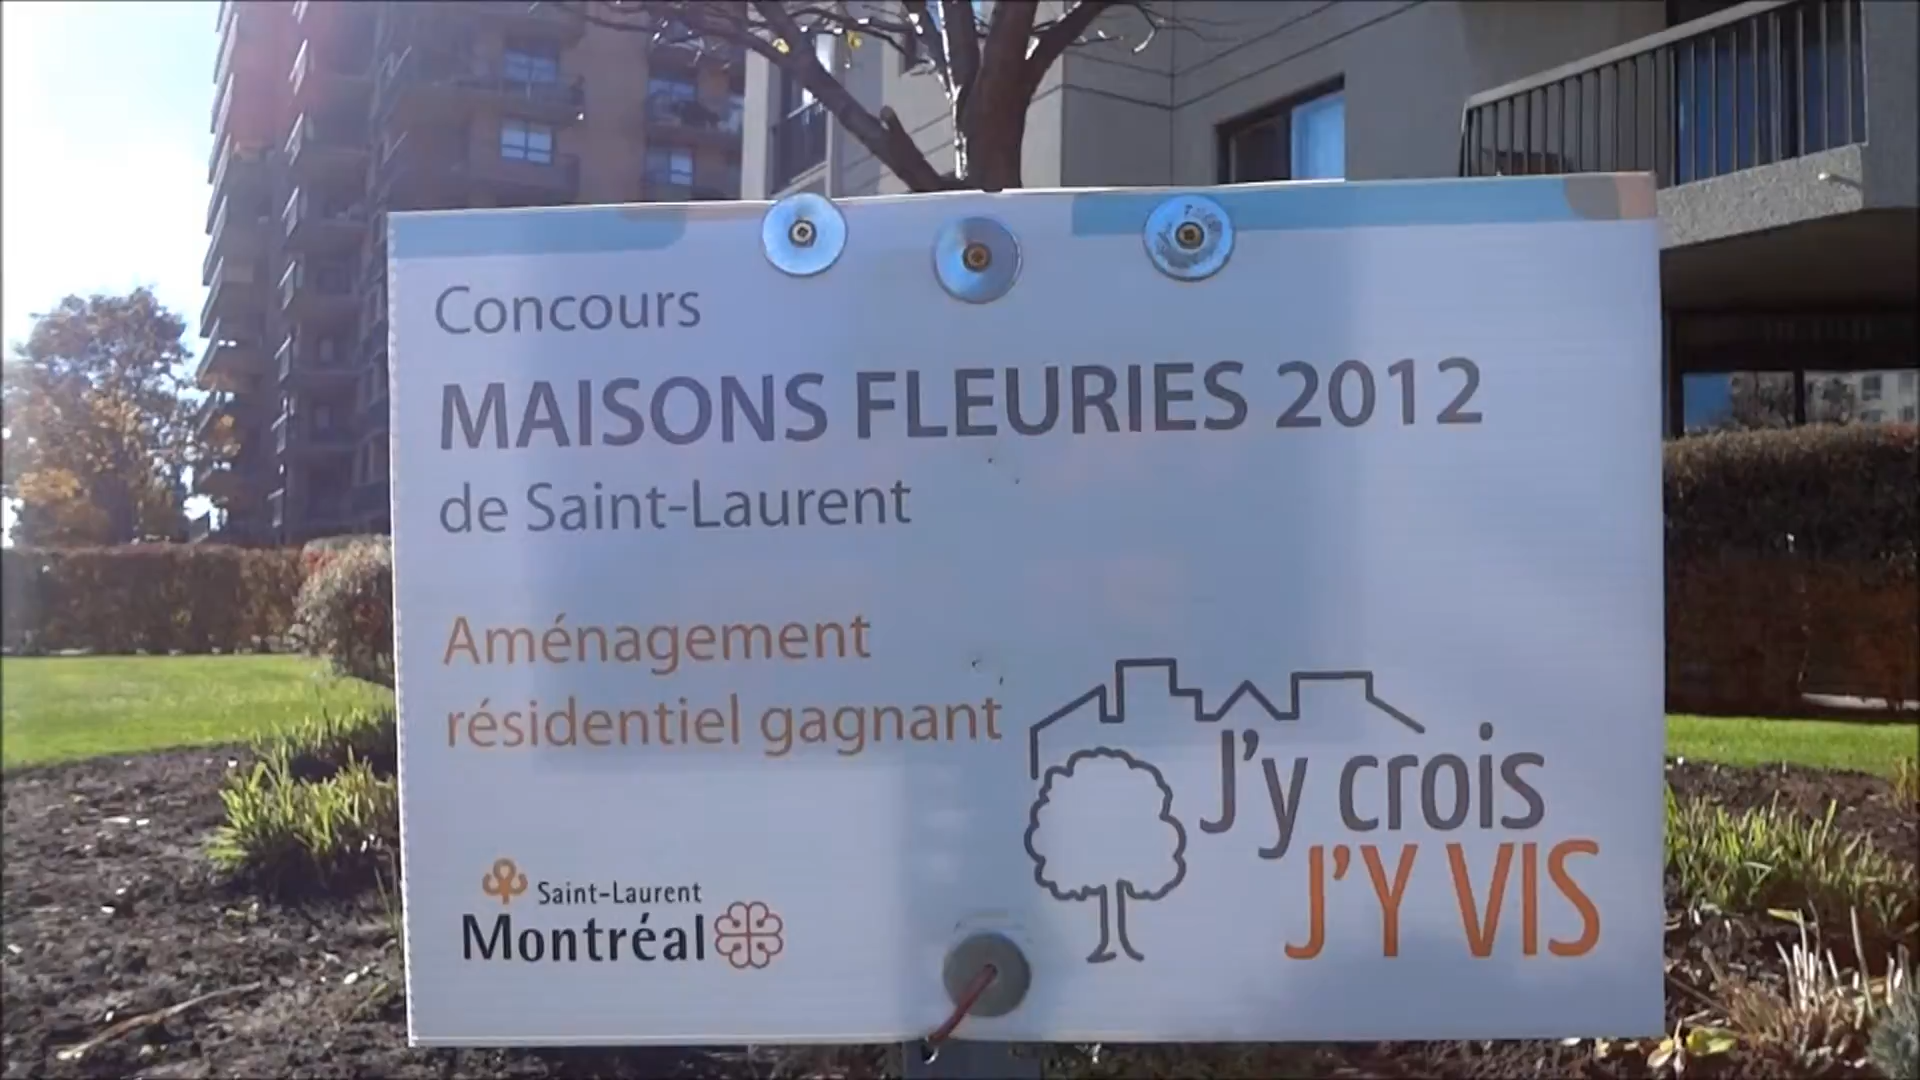 Concours
MAISONS FLEURIES 2012
de Saint-Laurent
Aménagement
résidentiel gagnant
J'y crois
J'Y VIS
Saint-Laurent
Montréal